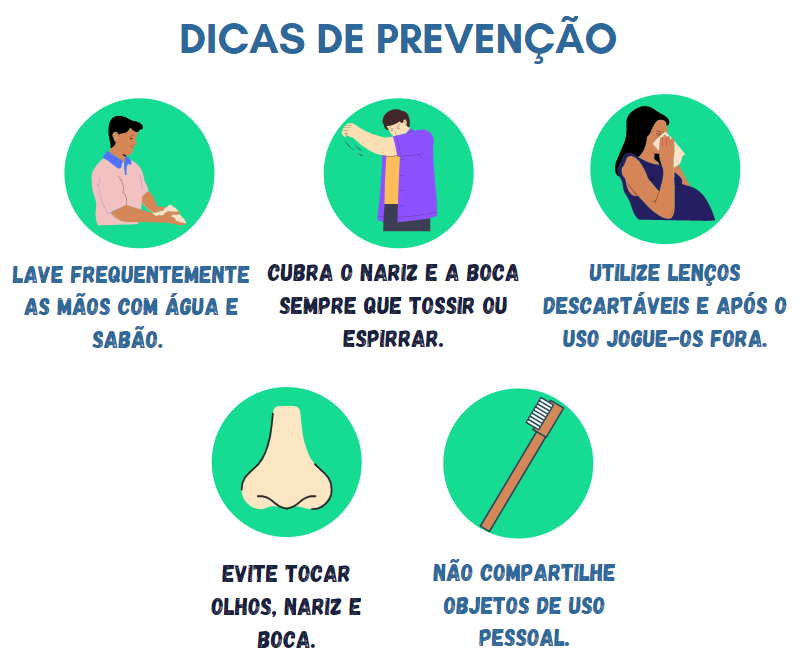 DICAS DE PREVENÇÃO
LAVE FREQUENTEMENTE
AS MÃOS COM ÁGUA E
SABÃO.
CUBRA O NARIZ E A BOCA
SEMPRE QUE TOSSIR OU
ESPIRRAR.
UTILIZE LENÇOS
DESCARTÁVEIS E APÓS O
USO JOGUE-OS FORA.
EVITE TOCAR
OLHOS, NARIZ E
BOCA.
NÃO COMPARTILHE
OBJETOS DE USO
PESSOAL.